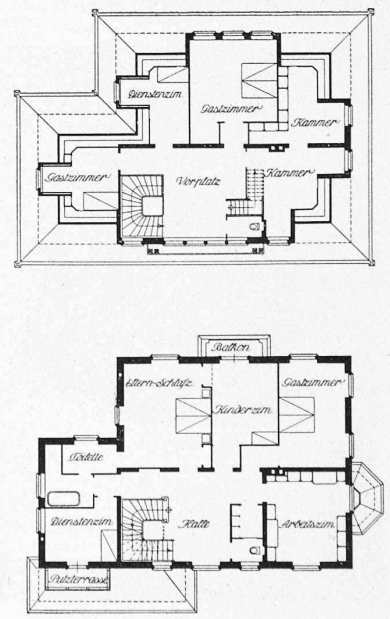 Dienstenzim
Gastzimmer
Kammer
Gastzimmer
Vorplatz
Kammer
Balkon
Eltern-Schlafz
Kinderzim
Gastzimmer
Toilette
Dienstenzim
Halle
Arbeitszim
Putzterrasse